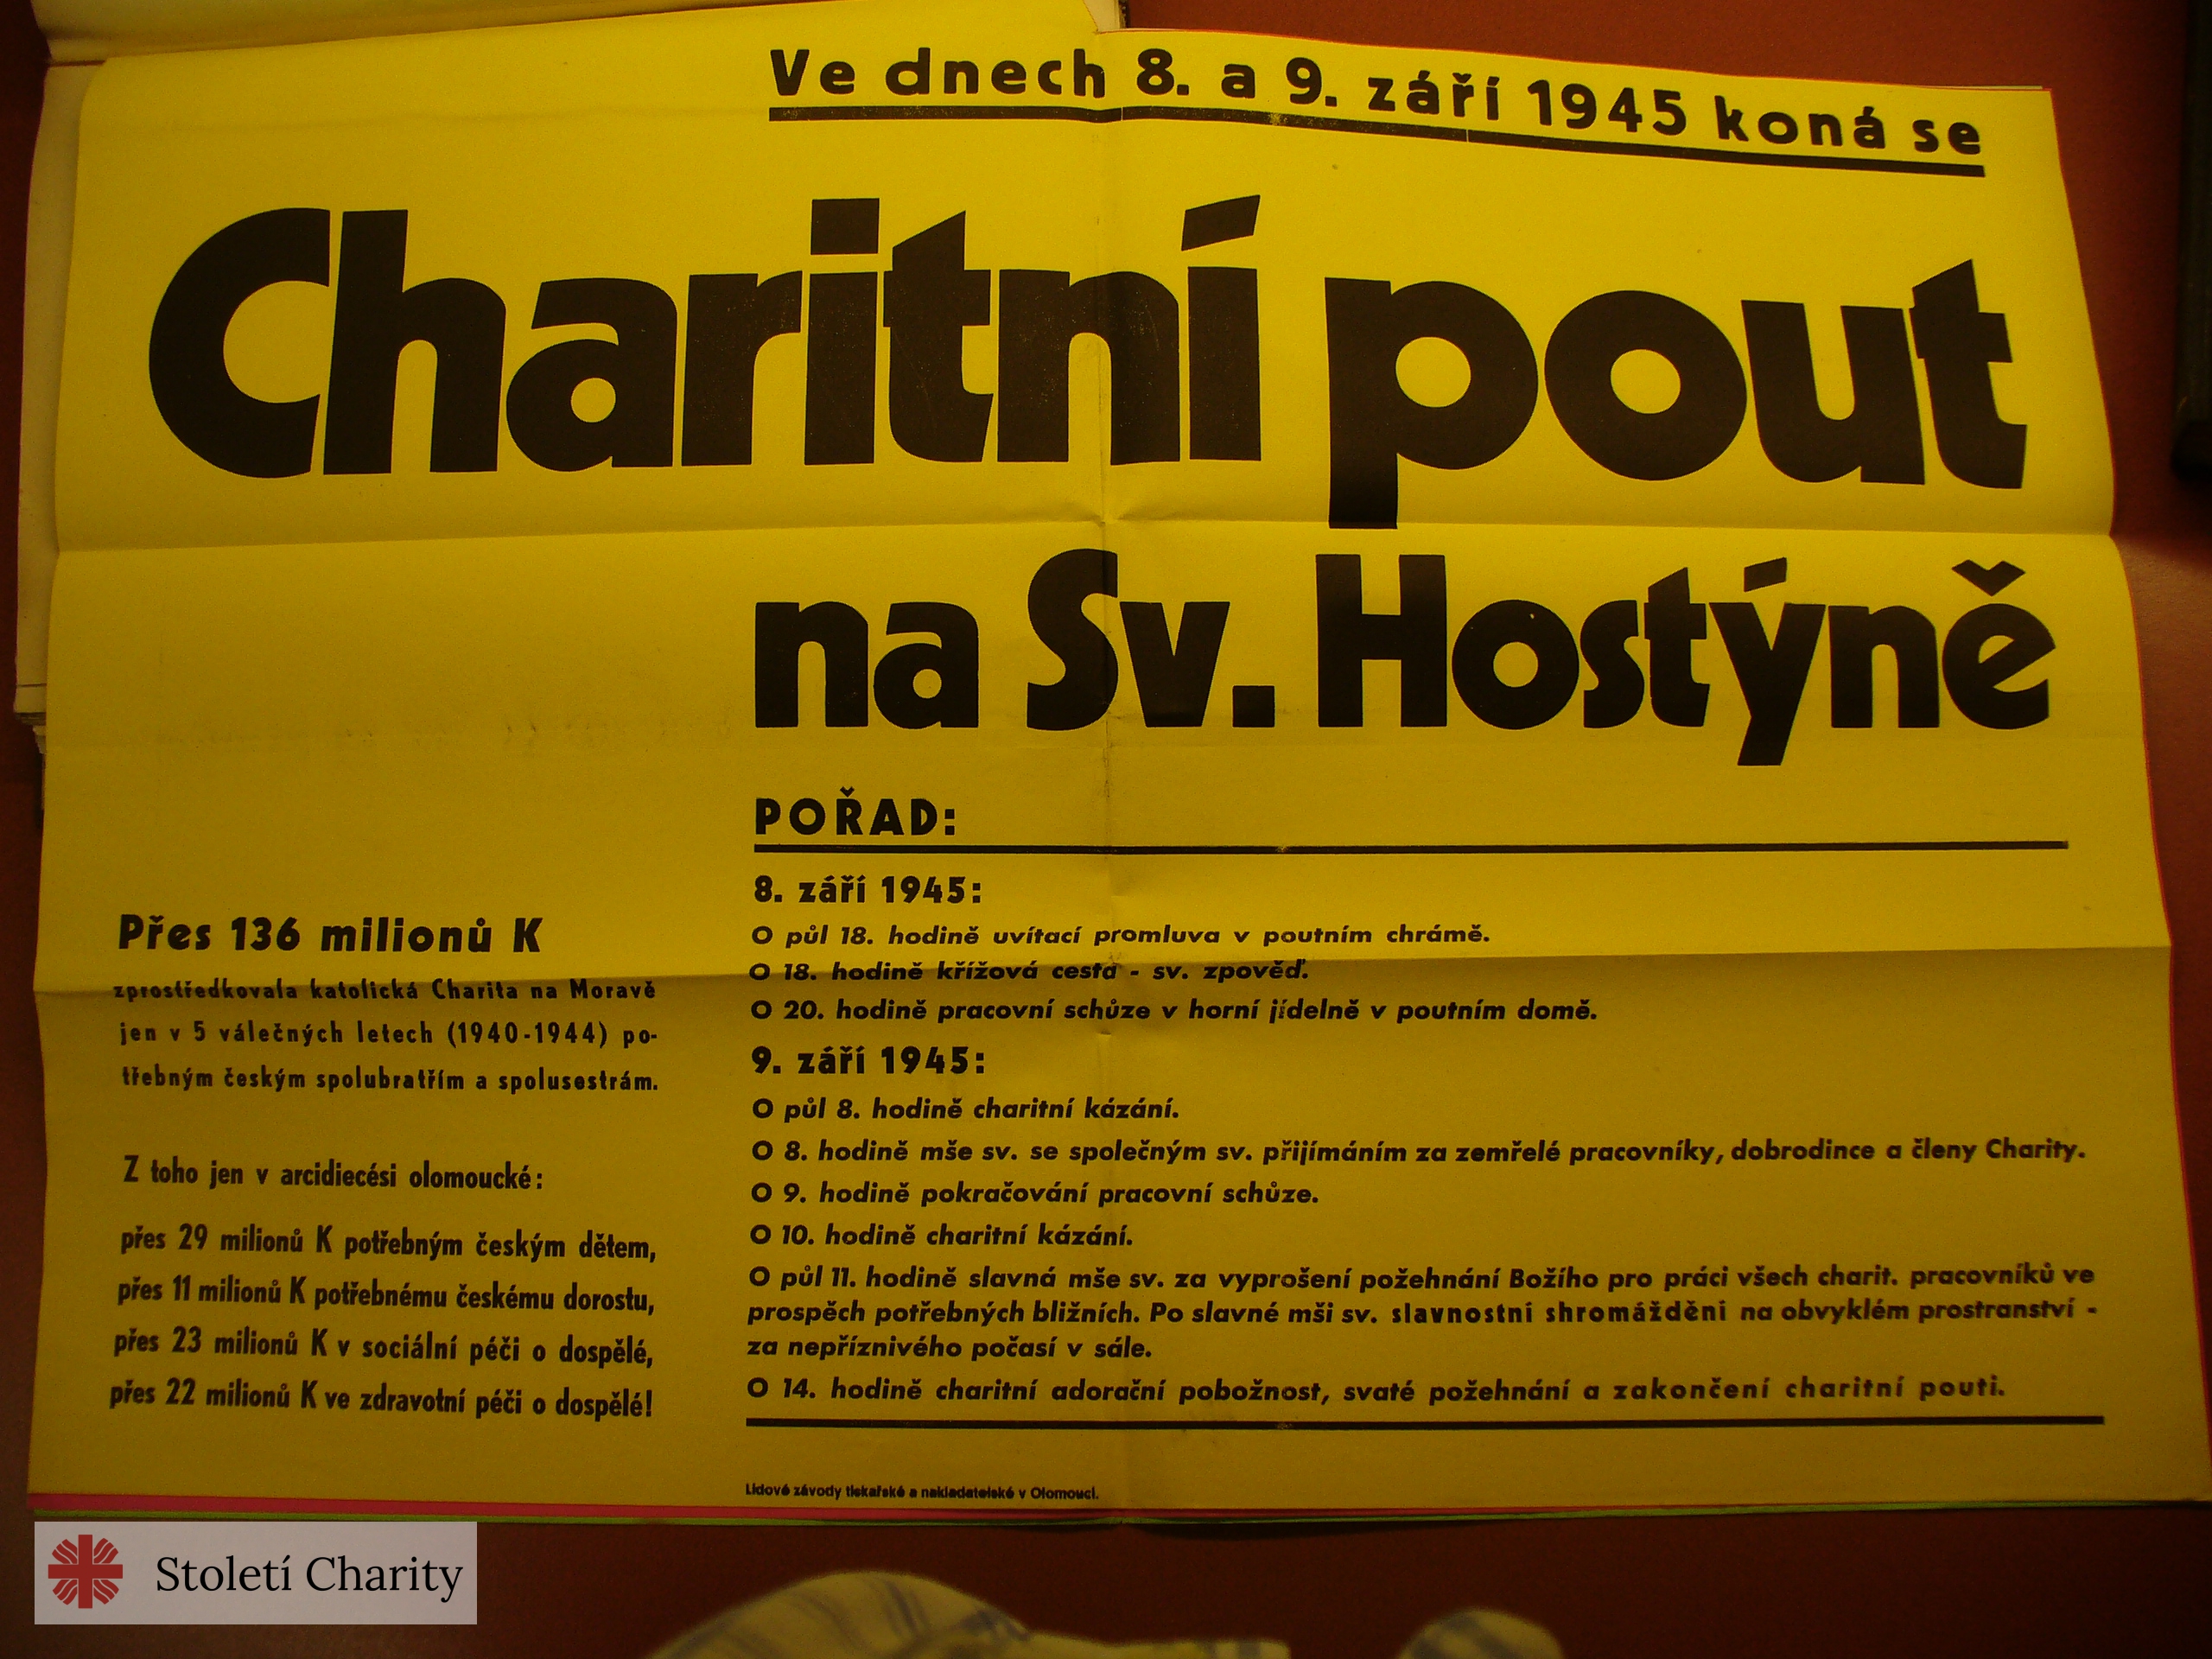 Ve dnech 8. a 9. září 1945 koná se
Charitní pout
na Sv. Hostýně
Přes 136 milionů K
zprostředkovala katolická Charita na Moravě
jen v 5 válečných letech (1940-1944) po-
třebným českým spolubratřím a spolusestrám.
Z toho jen v arcidiecési olomoucké:
přes 29 milionů K potřebným českým dětem,
přes 11 milionů K potřebnému českému dorostu,
přes 23 milionů K v sociální péči o dospělé,
přes 22 milionů K ve zdravotní péči o dospělé!
POŘAD:
8. září 1945:
O půl 18. hodině uvítací promluva v poutním chrámě.
O 18. hodině křížová cesta - sv. zpověď.
O 20. hodině pracovní schůze v horní jídelně v poutním domě.
9. září 1945:
O půl 8. hodině charitní kázání.
O 8. hodině mše sv. se společným sv. přijímáním za zemřelé pracovníky, dobrodince a členy Charity.
O 9. hodině pokračování pracovní schůze.
O 10. hodině charitní kázání.
O půl 11. hodině slavná mše sv. za vyprošení požehnání Božího pro práci všech charit. pracovníků ve
prospěch potřebných bližních. Po slavné mši sv. slavnostní shromáždění na obvyklém prostranství -
za nepříznivého počasí v sále.
O 14. hodině charitní adorační pobožnost, svaté požehnání a zakončení charitní pouti.
Lidové závody tiskařské a nakladatelské v Olomouci.
Století Charity